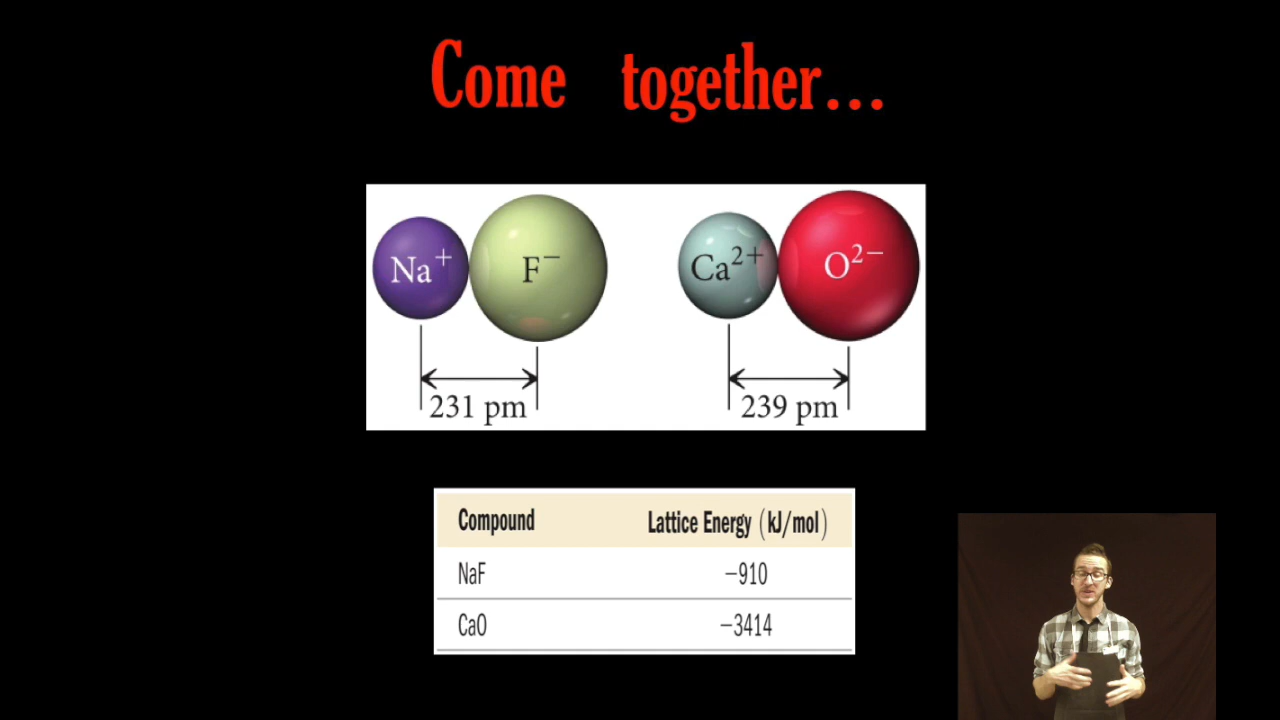 Come together...
Na⁺ F⁻ Ca²⁺ O²⁻
231 pm 239 pm
Compound Lattice Energy (kJ/mol)
NaF −910
CaO −3414